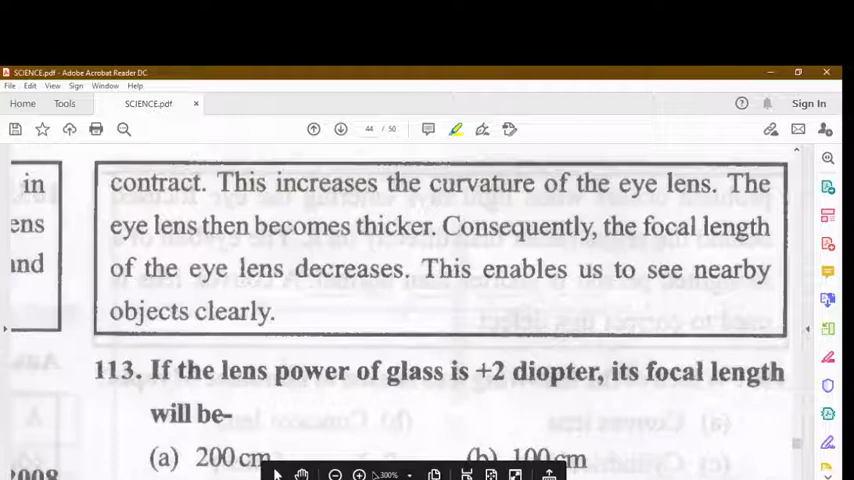 SCIENCE.pdf - Adobe Acrobat Reader DC
File Edit View Sign Window Help
Home Tools SCIENCE.pdf × Sign In
44 / 50
in
ens
and
contract. This increases the curvature of the eye lens. The
eye lens then becomes thicker. Consequently, the focal length
of the eye lens decreases. This enables us to see nearby
objects clearly.
113. If the lens power of glass is +2 diopter, its focal length
will be-
(a) 200 cm (b) 100 cm
2008
300%